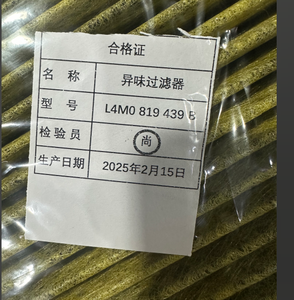 合格证
名 称 异味过滤器
型 号 L4M0 819 439 B
检验员 尚
生产日期 2025年2月15日